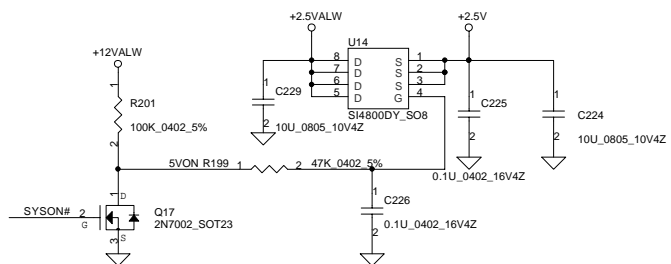 +2.5VALW
+2.5V
+12VALW
U14
8 D S 1
7 D S 2
6 D S 3
5 D G 4
SI4800DY_SO8
1
C229
2
10U_0805_10V4Z
1
R201
100K_0402_5%
2
1
C225
2
0.1U_0402_16V4Z
1
C224
2
10U_0805_10V4Z
5VON R199 1 2 47K_0402_5%
1
C226
2
0.1U_0402_16V4Z
SYSON# 2
G
1
D
Q17
2N7002_SOT23
S
3